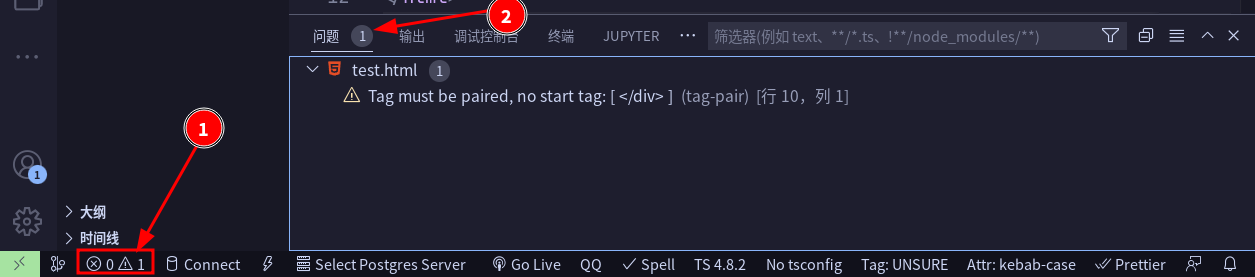 2
问题 1 输出 调试控制台 终端 JUPYTER ··· 筛选器(例如 text、**/*.ts、!**/node_modules/**)
test.html 1
Tag must be paired, no start tag: [ </div> ] (tag-pair) [行 10，列 1]
1
1
大纲
时间线
0 1 Connect Select Postgres Server Go Live QQ Spell TS 4.8.2 No tsconfig Tag: UNSURE Attr: kebab-case Prettier